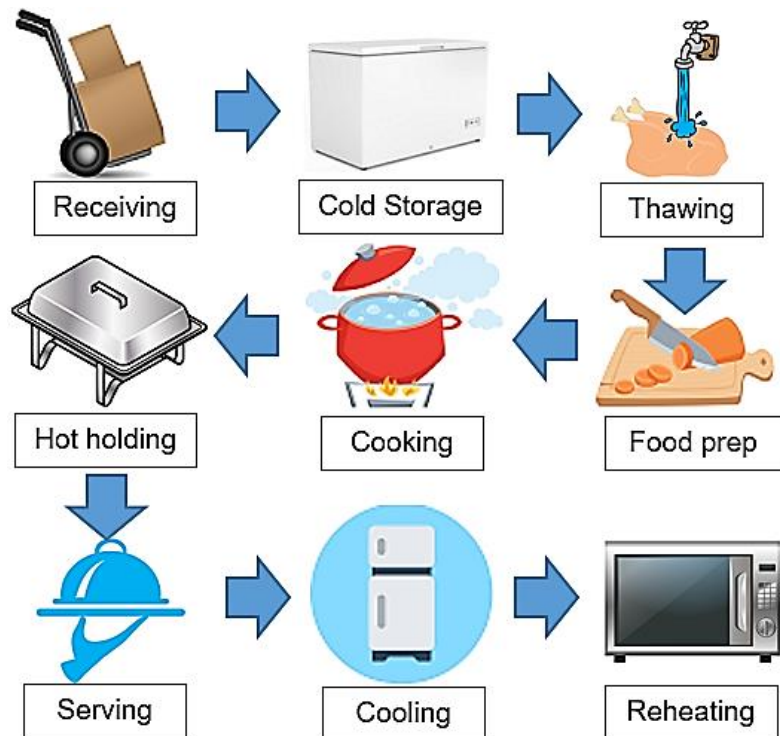 Receiving
Cold Storage
Thawing
Food prep
Cooking
Hot holding
Serving
Cooling
Reheating